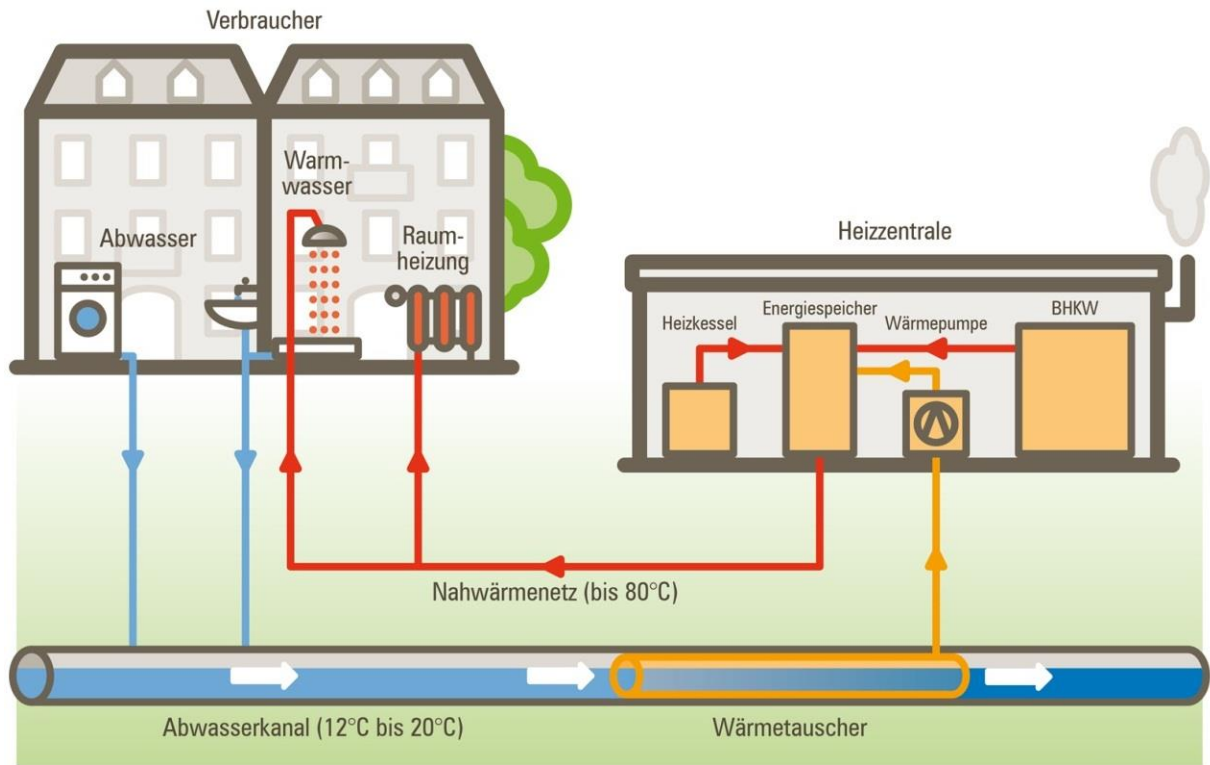 Verbraucher
Warm-
wasser
Abwasser
Raum-
heizung
Heizzentrale
Heizkessel
Energiespeicher
Wärmepumpe
BHKW
Nahwärmenetz (bis 80°C)
Abwasserkanal (12°C bis 20°C)
Wärmetauscher